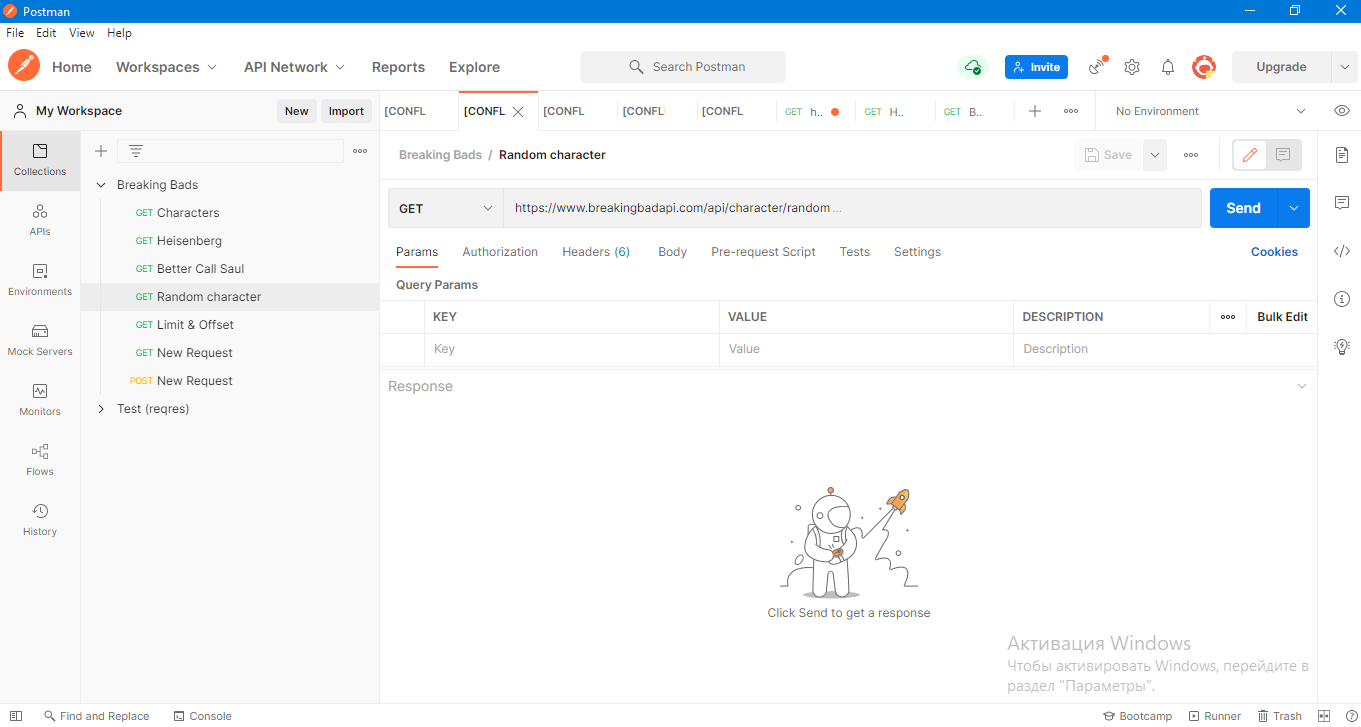 Postman
File Edit View Help
Home Workspaces API Network Reports Explore Search Postman Invite Upgrade
My Workspace New Import [CONFL [CONFL [CONFL [CONFL [CONFL GET h.. GET H.. GET B.. No Environment
Collections
APIs
Environments
Mock Servers
Monitors
Flows
History
Breaking Bads
GET Characters
GET Heisenberg
GET Better Call Saul
GET Random character
GET Limit & Offset
GET New Request
POST New Request
Test (reqres)
Breaking Bads / Random character Save
GET https://www.breakingbadapi.com/api/character/random ... Send
Params Authorization Headers (6) Body Pre-request Script Tests Settings Cookies
Query Params
KEY VALUE DESCRIPTION Bulk Edit
Key Value Description
Response
Click Send to get a response
Активация Windows
Чтобы активировать Windows, перейдите в
раздел "Параметры".
Find and Replace Console Bootcamp Runner Trash